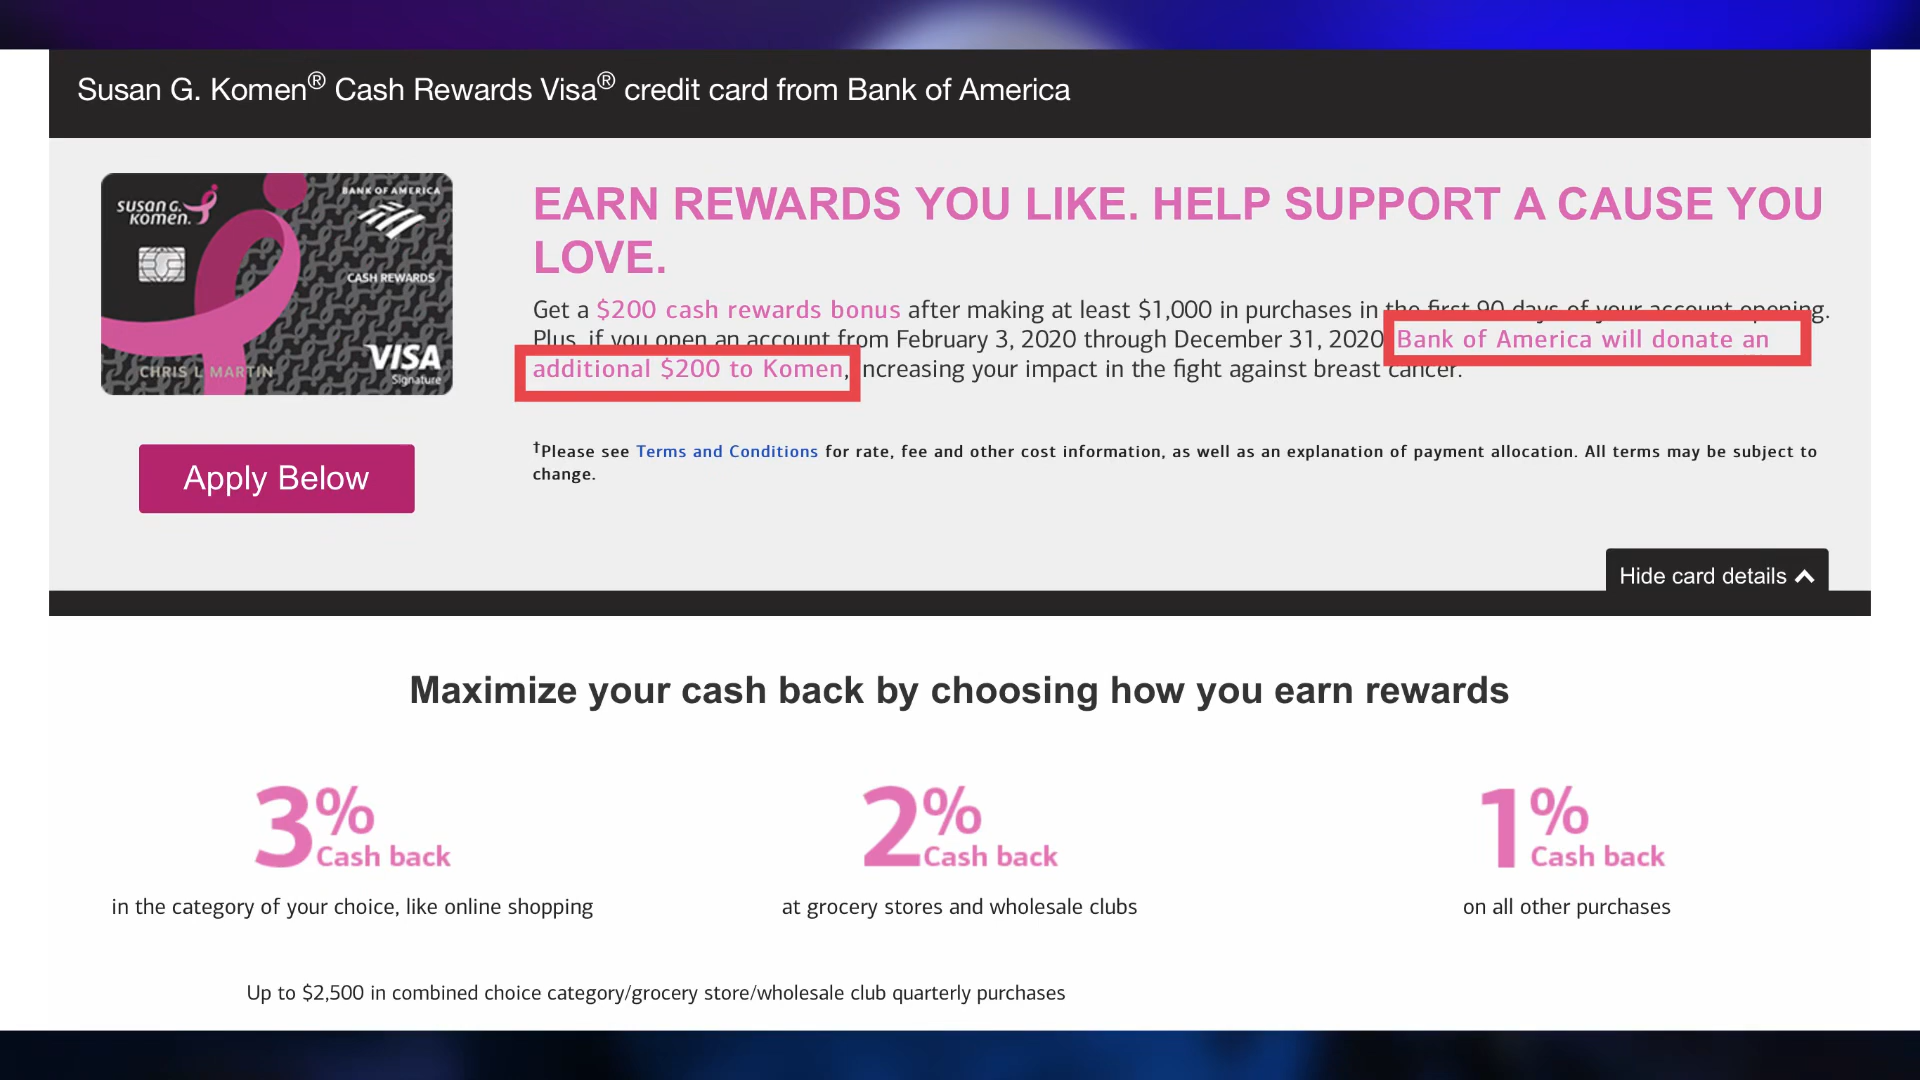 Susan G. Komen® Cash Rewards Visa® credit card from Bank of America
susan G.
komen.
BANK OF AMERICA
CASH REWARDS
CHRIS L MARTIN
VISA
Signature
Apply Below
EARN REWARDS YOU LIKE. HELP SUPPORT A CAUSE YOU
LOVE.
Get a $200 cash rewards bonus after making at least $1,000 in purchases in the first 90 days of your account opening.
Plus, if you open an account from February 3, 2020 through December 31, 2020 Bank of America will donate an
additional $200 to Komen, increasing your impact in the fight against breast cancer.
†Please see Terms and Conditions for rate, fee and other cost information, as well as an explanation of payment allocation. All terms may be subject to
change.
Hide card details
Maximize your cash back by choosing how you earn rewards
3% Cash back
in the category of your choice, like online shopping
2% Cash back
at grocery stores and wholesale clubs
1% Cash back
on all other purchases
Up to $2,500 in combined choice category/grocery store/wholesale club quarterly purchases